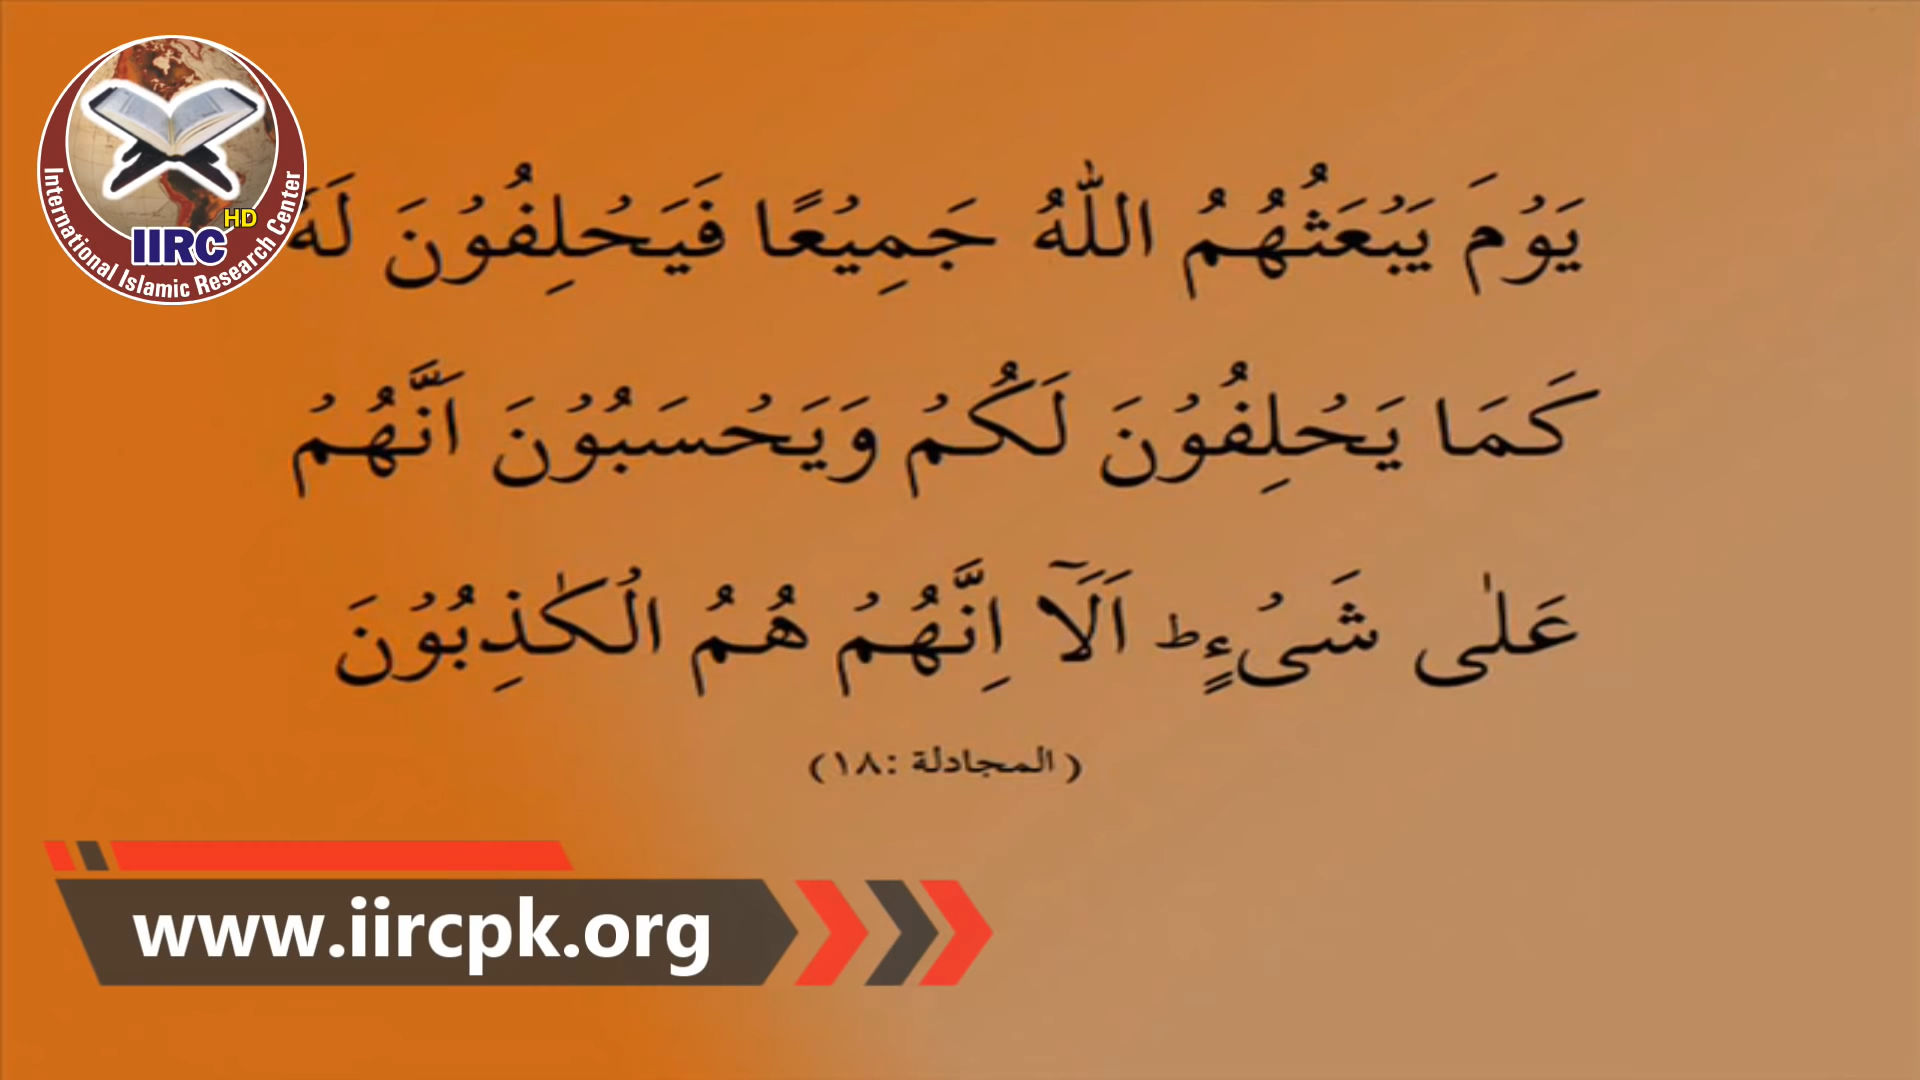 International Islamic Research Center
HD
IIRC
يَوۡمَ يَبۡعَثُهُمُ اللّٰهُ جَمِيۡعًا فَيَحۡلِفُوۡنَ لَهٗ
كَمَا يَحۡلِفُوۡنَ لَكُمۡ وَيَحۡسَبُوۡنَ اَنَّهُمۡ
عَلٰى شَىۡءٍ ؕ اَلَاۤ اِنَّهُمۡ هُمُ الۡكٰذِبُوۡنَ
(المجادلة :١٨)
www.iircpk.org